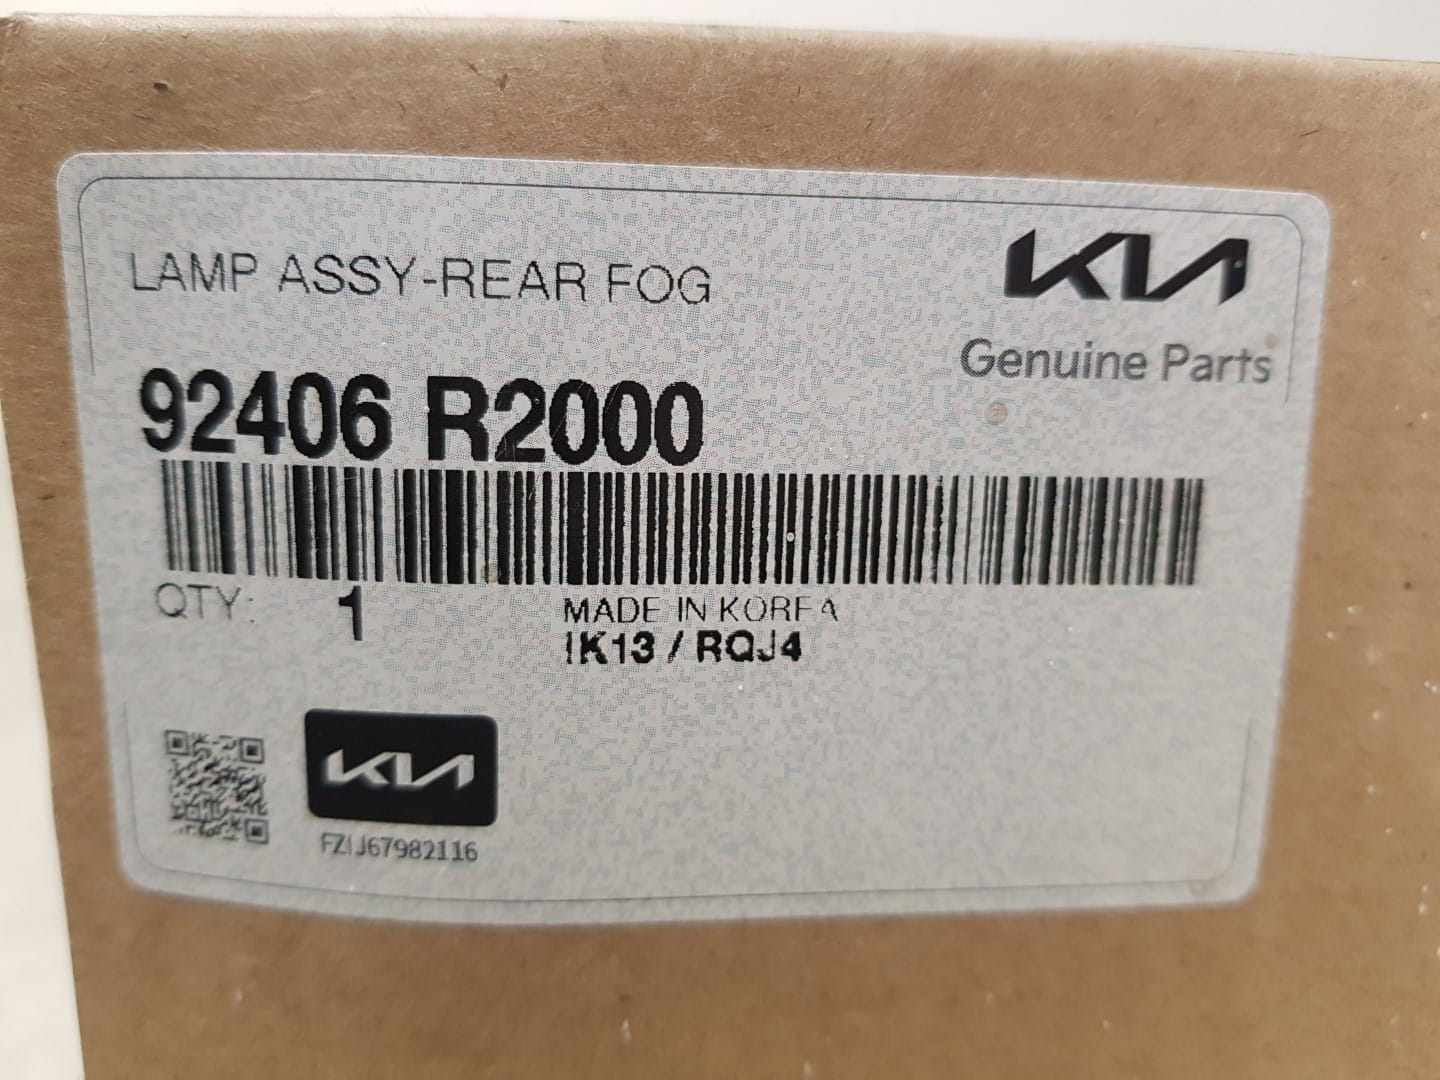 LAMP ASSY-REAR FOG
KIA
Genuine Parts
92406 R2000
QTY: 1
MADE IN KOREA
IK13 / RQJ4
KIA
FZIJ67982116